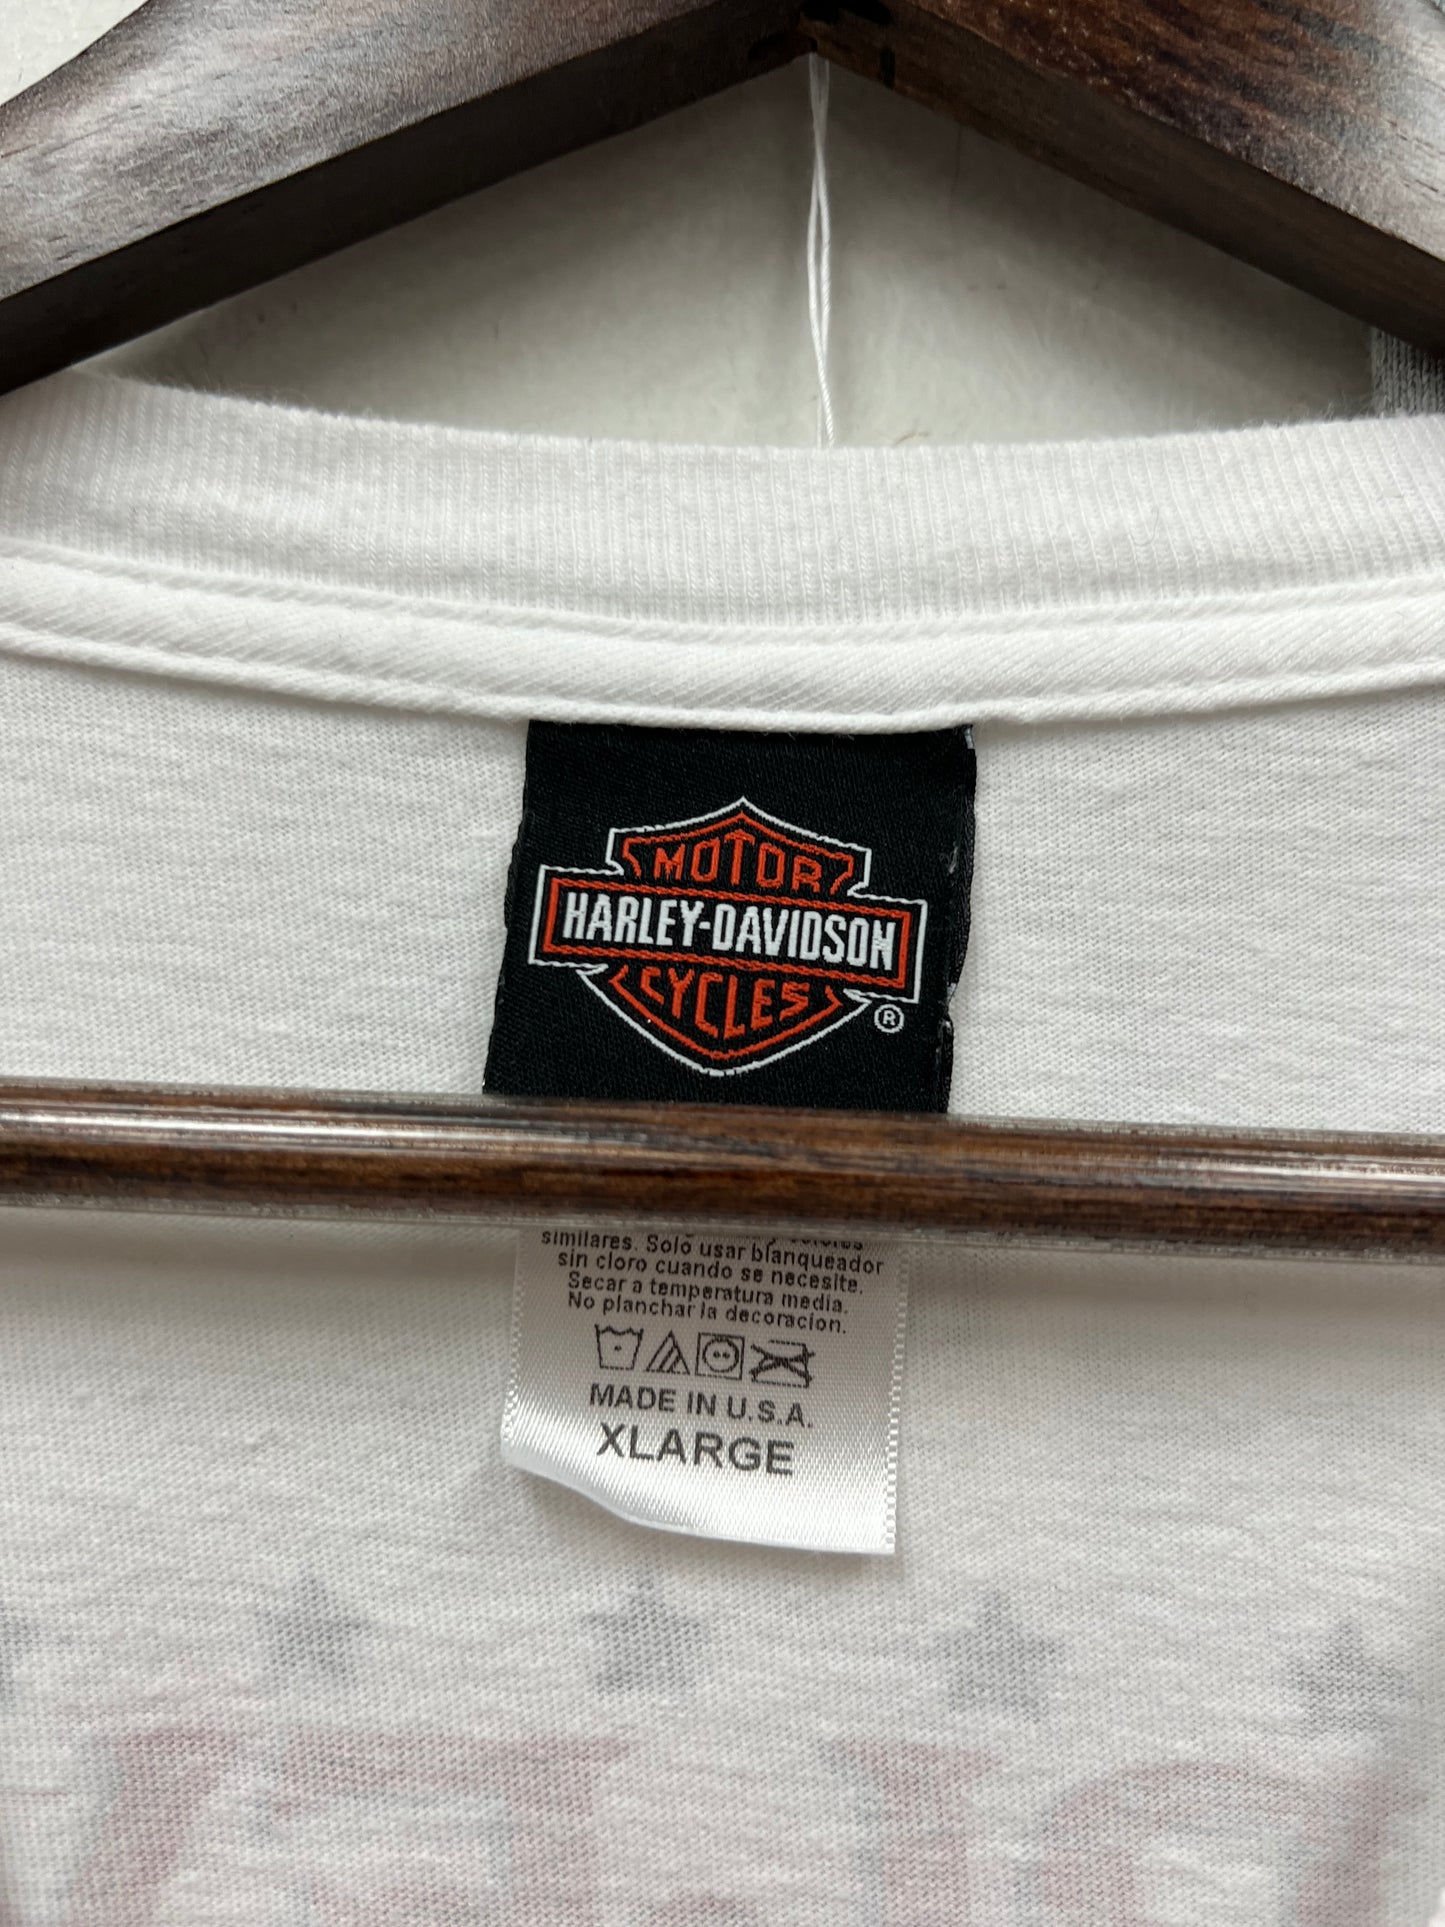 MOTOR
HARLEY-DAVIDSON
CYCLES
®
similares. Solo usar blanqueador
sin cloro cuando se necesite.
Secar a temperatura media.
No planchar la decoracion.
MADE IN U.S.A.
XLARGE